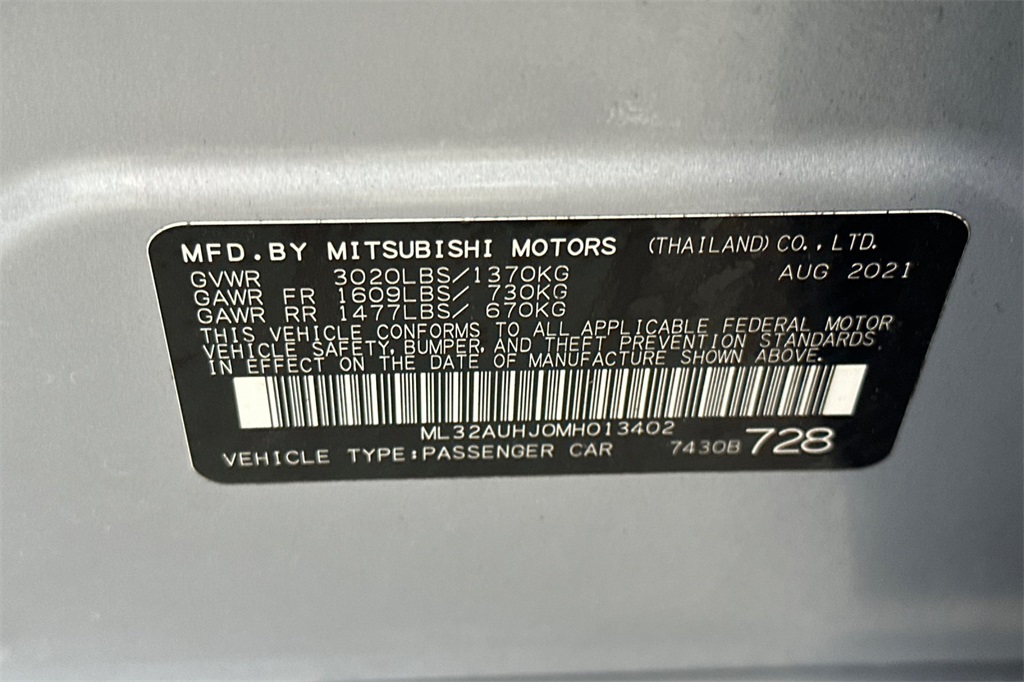 MFD.BY MITSUBISHI MOTORS (THAILAND) CO.,LTD.
GVWR 3020LBS/1370KG AUG 2021
GAWR FR 1609LBS/ 730KG
GAWR RR 1477LBS/ 670KG
THIS VEHICLE CONFORMS TO ALL APPLICABLE FEDERAL MOTOR
VEHICLE SAFETY, BUMPER, AND THEFT PREVENTION STANDARDS
IN EFFECT ON THE DATE OF MANUFACTURE SHOWN ABOVE.
ML32AUHJ0MH013402
VEHICLE TYPE:PASSENGER CAR 7430B 728